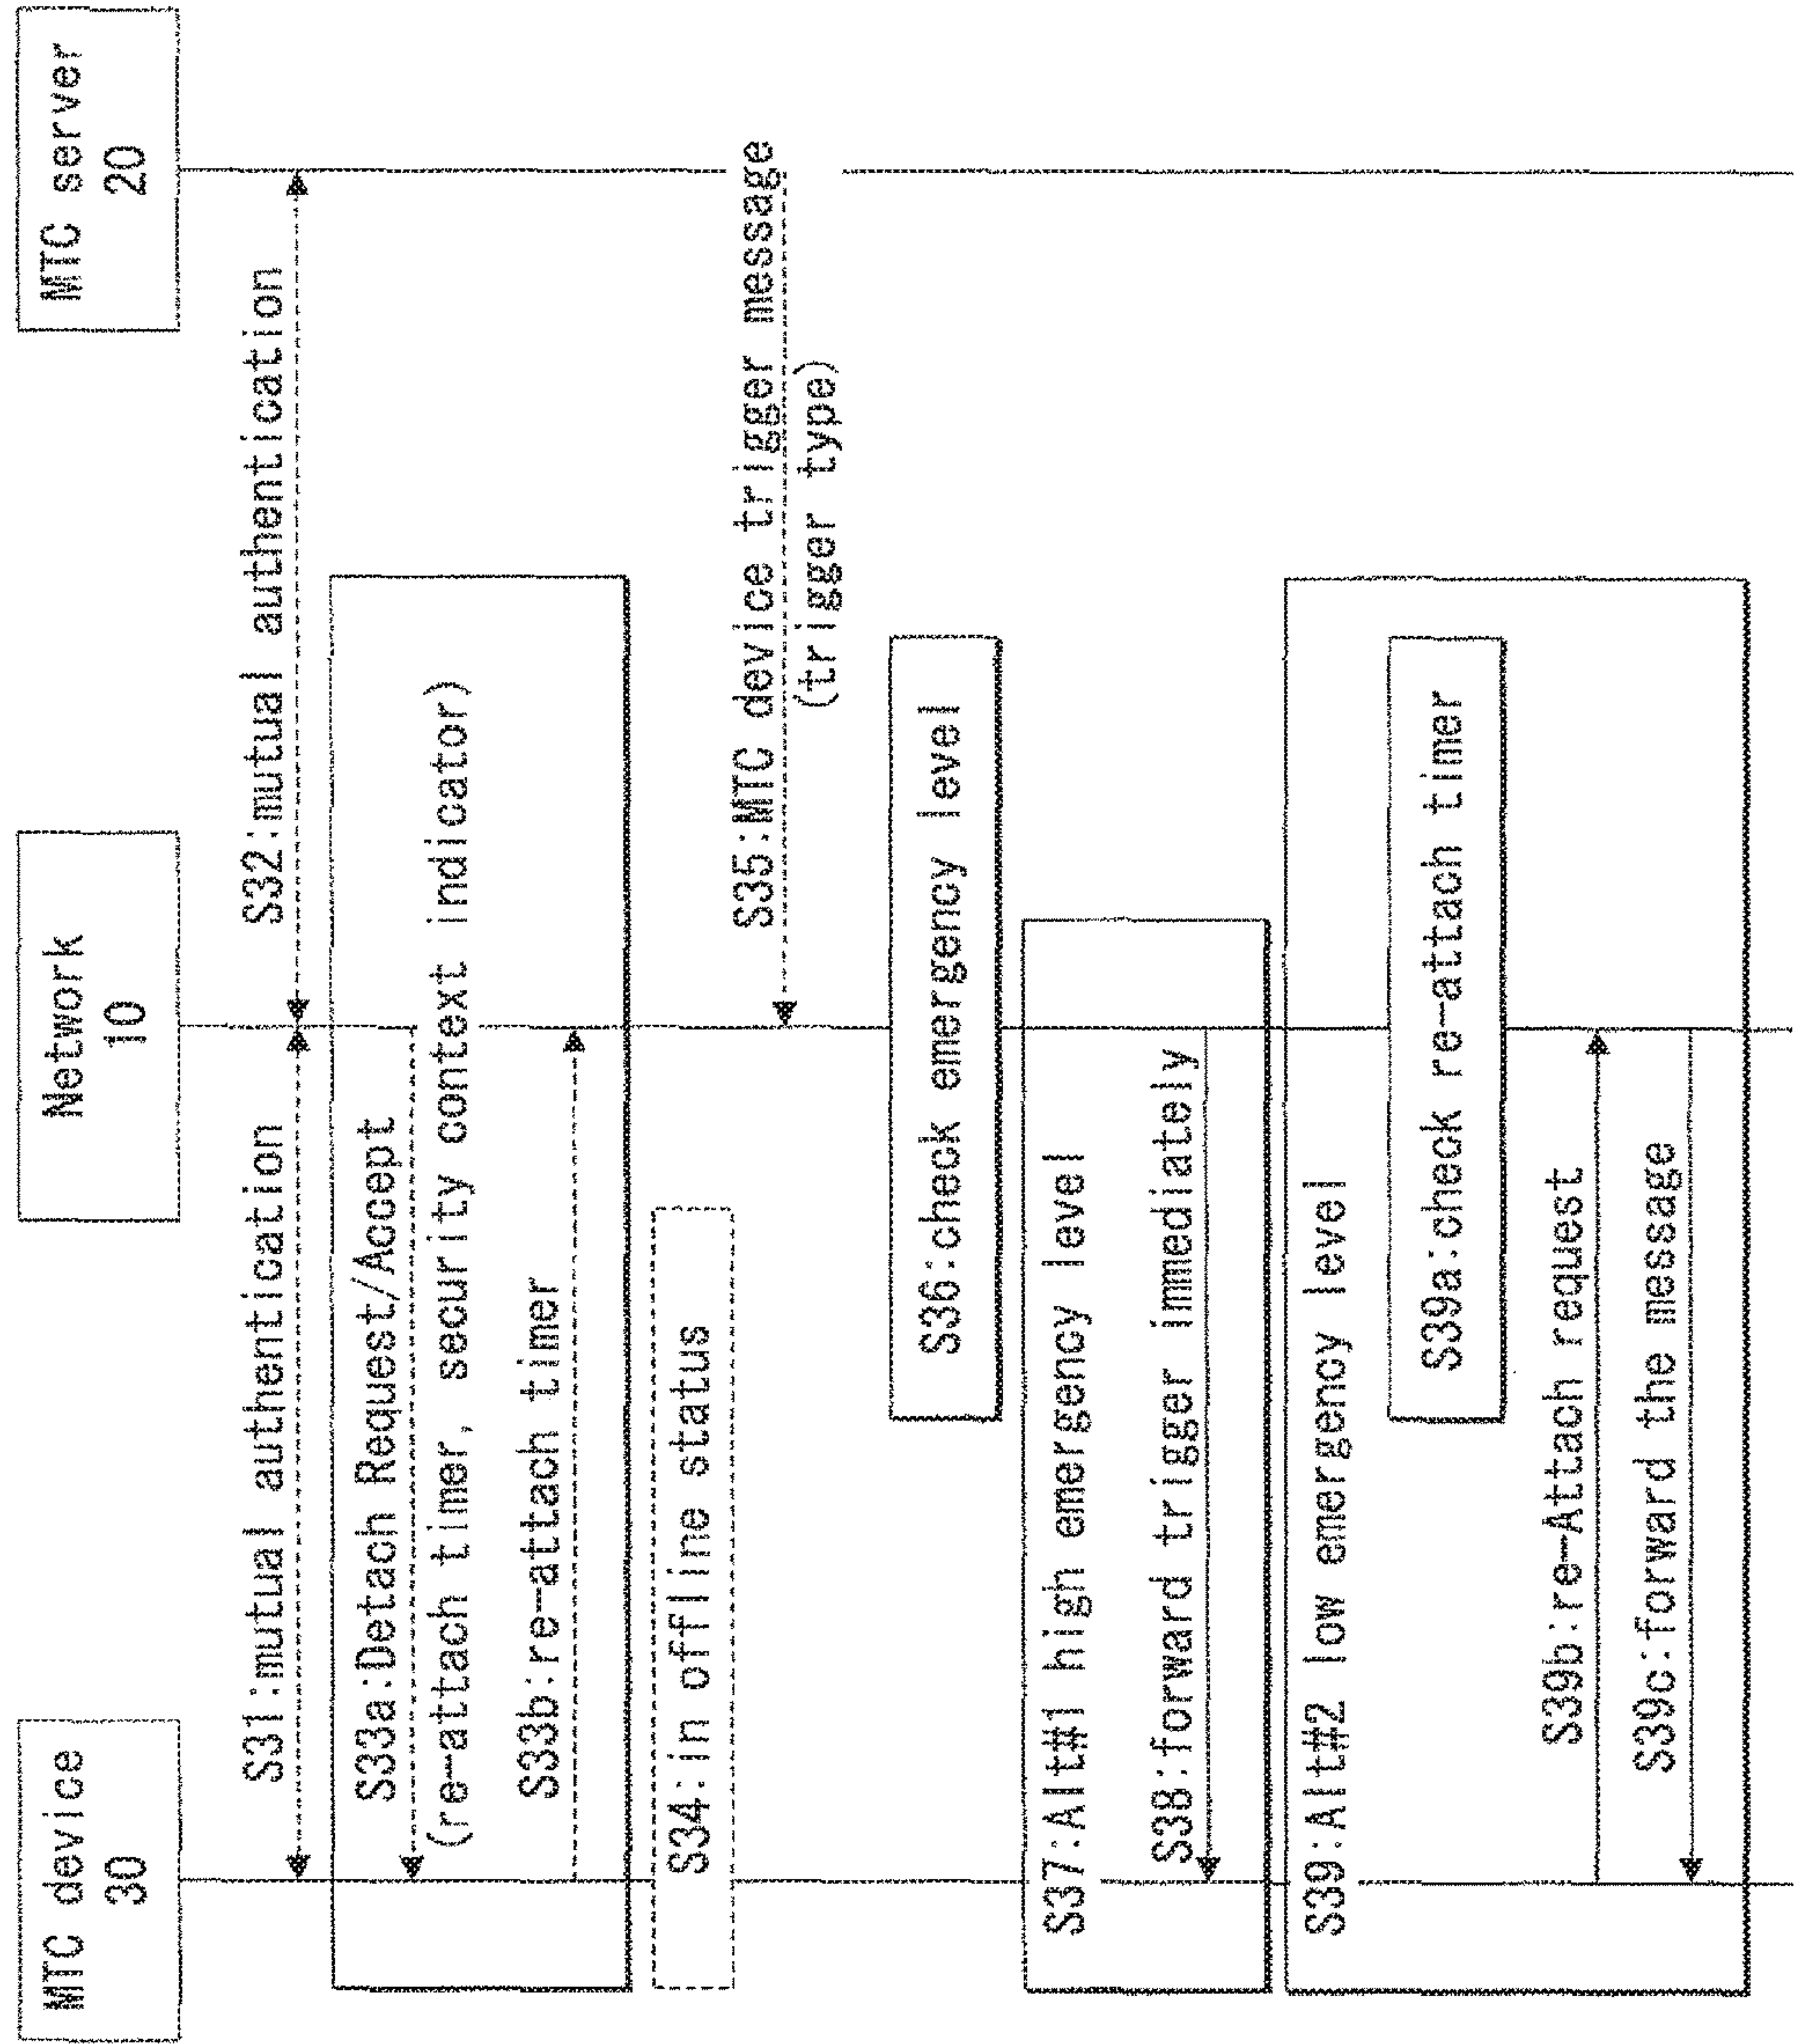 MTC device
30
Network
10
MTC server
20
S31:mutual authentication
S32:mutual authentication
S33a:Detach Request/Accept
(re-attach timer, security context indicator)
S33b:re-attach timer
S34:in offline status
S35:MTC device trigger message
(trigger type)
S36:check emergency level
S37:Alt#1 high emergency level
S38:forward trigger immediately
S39:Alt#2 low emergency level
S39a:check re-attach timer
S39b:re-Attach request
S39c:forward the message